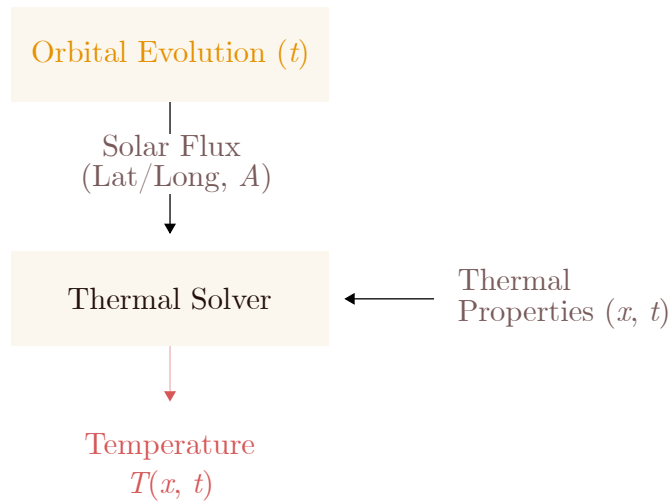 Orbital Evolution (t)
Solar Flux
(Lat/Long, A)
Thermal Solver
Thermal
Properties (x, t)
Temperature
T(x, t)